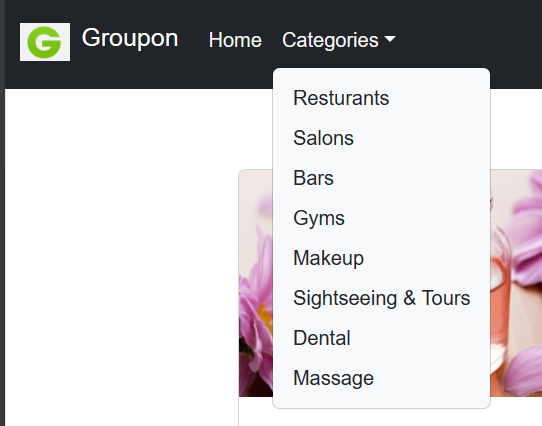 G Groupon Home Categories
Resturants
Salons
Bars
Gyms
Makeup
Sightseeing & Tours
Dental
Massage